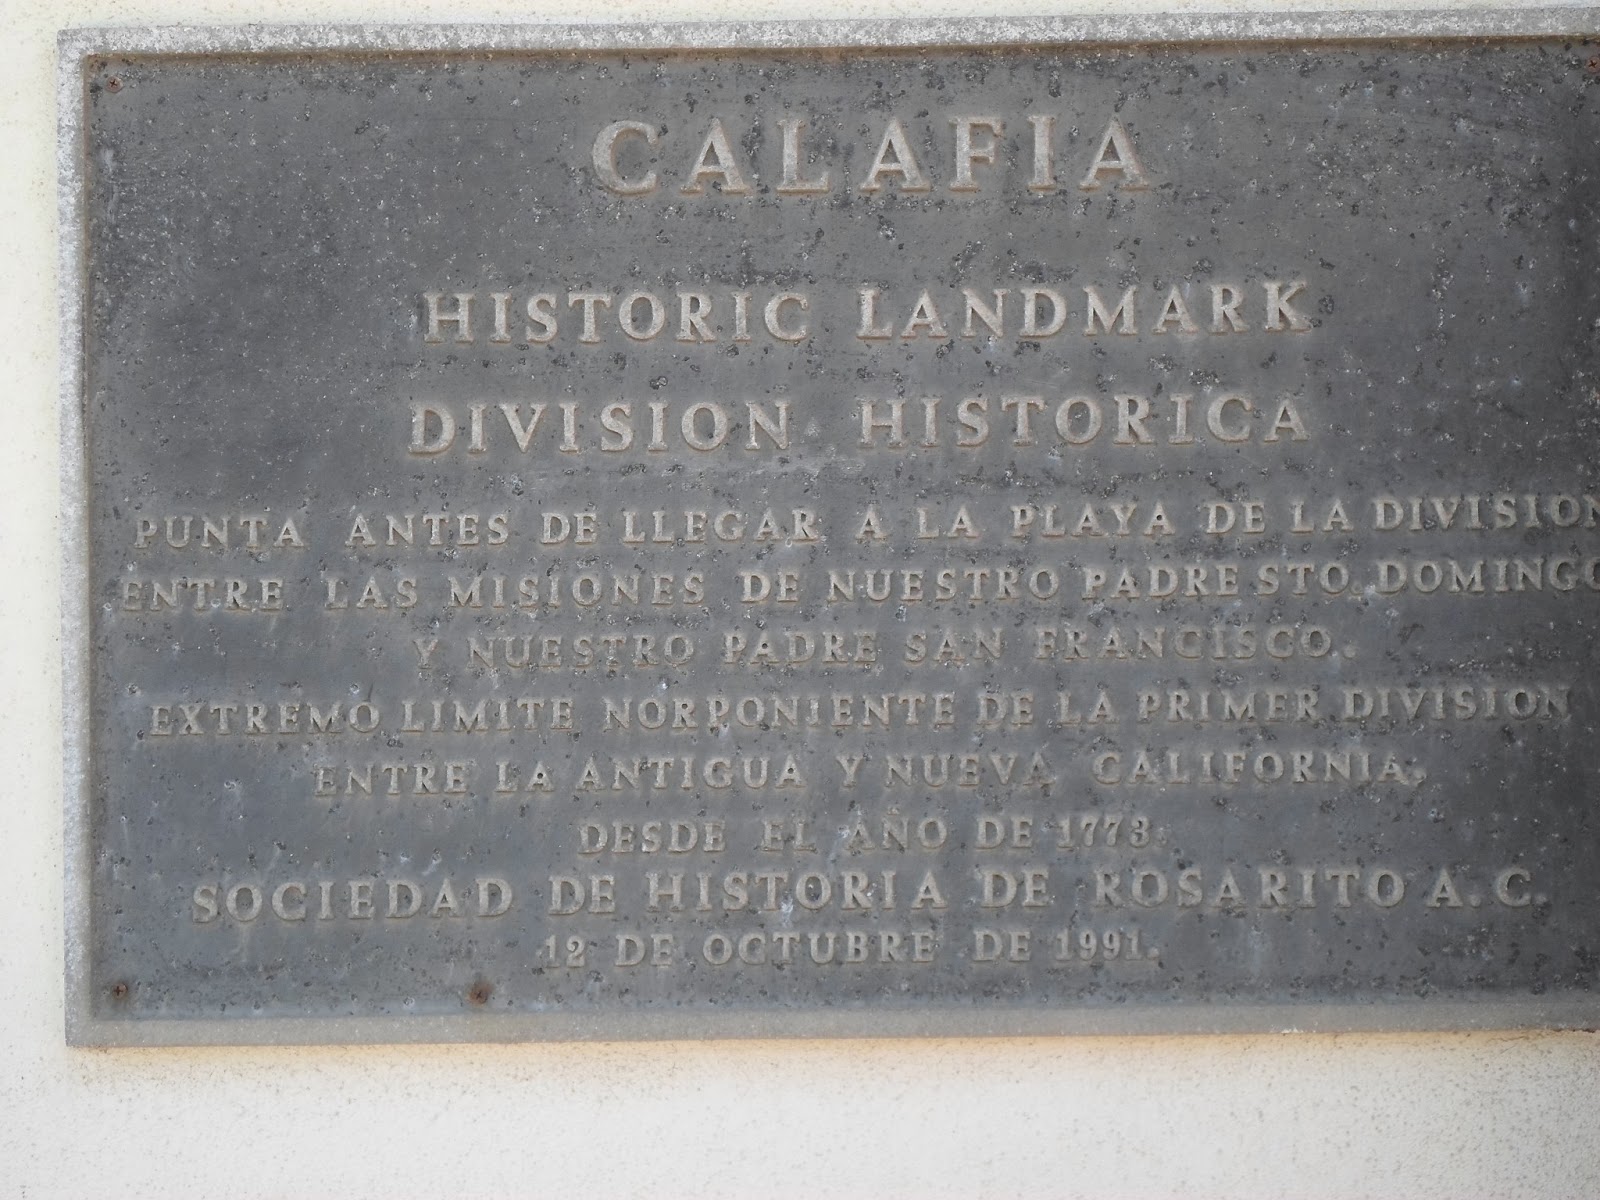 CALAFIA
HISTORIC LANDMARK
DIVISION HISTORICA
PUNTA ANTES DE LLEGAR A LA PLAYA DE LA DIVISION
ENTRE LAS MISIONES DE NUESTRO PADRE STO. DOMINGO
Y NUESTRO PADRE SAN FRANCISCO.
EXTREMO LIMITE NORPONIENTE DE LA PRIMER DIVISION
ENTRE LA ANTIGUA Y NUEVA CALIFORNIA.
DESDE EL AÑO DE 1773.
SOCIEDAD DE HISTORIA DE ROSARITO A.C.
12 DE OCTUBRE DE 1991.